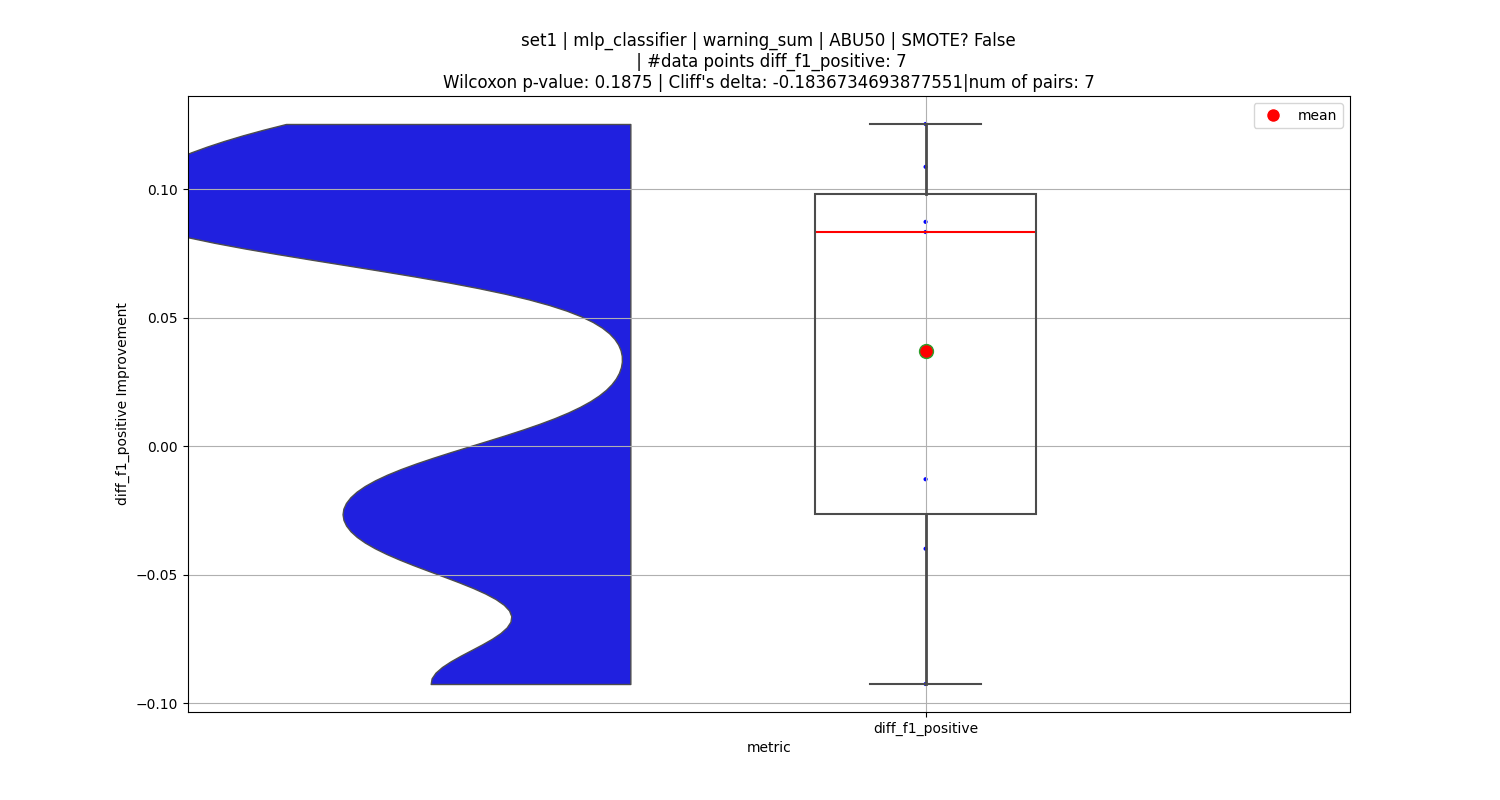 set1 | mlp_classifier | warning_sum | ABU50 | SMOTE? False
| #data points diff_f1_positive: 7
Wilcoxon p-value: 0.1875 | Cliff's delta: -0.1836734693877551|num of pairs: 7
mean
0.10
0.05
0.00
−0.05
−0.10
diff_f1_positive Improvement
diff_f1_positive
metric